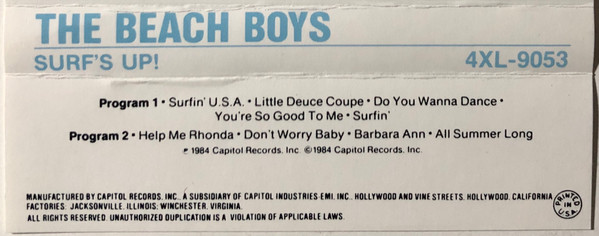 THE BEACH BOYS
SURF'S UP! 4XL-9053
Program 1 • Surfin' U.S.A. • Little Deuce Coupe • Do You Wanna Dance •
You're So Good To Me • Surfin'
Program 2 • Help Me Rhonda • Don't Worry Baby • Barbara Ann • All Summer Long
℗ 1984 Capitol Records, Inc. ©1984 Capitol Records, Inc.
MANUFACTURED BY CAPITOL RECORDS, INC., A SUBSIDIARY OF CAPITOL INDUSTRIES-EMI, INC., HOLLYWOOD AND VINE STREETS, HOLLYWOOD, CALIFORNIA.
FACTORIES: JACKSONVILLE, ILLINOIS; WINCHESTER, VIRGINIA.
ALL RIGHTS RESERVED. UNAUTHORIZED DUPLICATION IS A VIOLATION OF APPLICABLE LAWS.
PRINTED IN U.S.A.